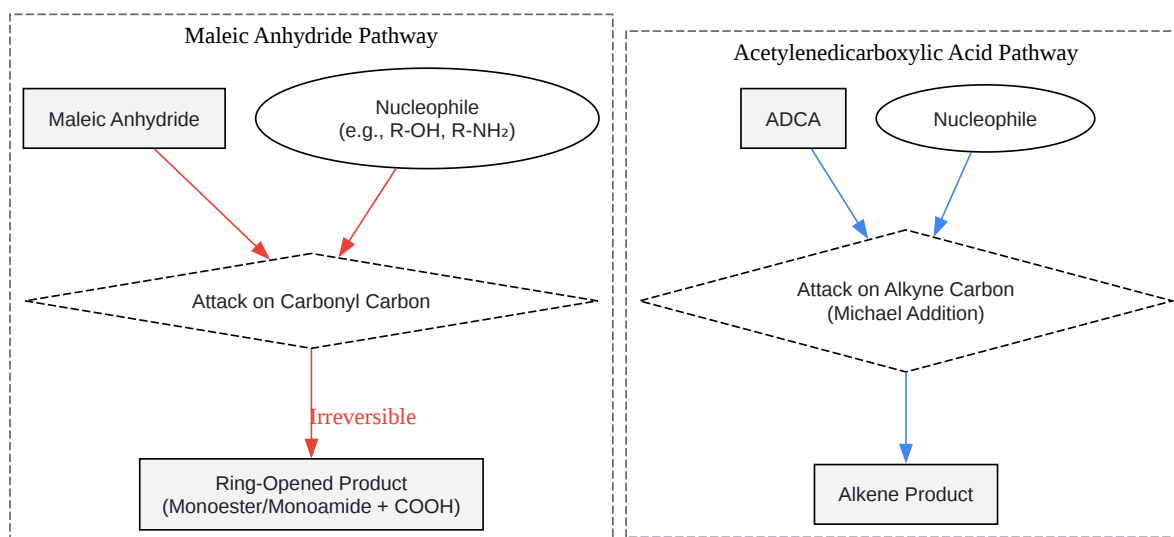 Maleic Anhydride Pathway
Maleic Anhydride
Nucleophile
(e.g., R-OH, R-NH₂)
Attack on Carbonyl Carbon
Irreversible
Ring-Opened Product
(Monoester/Monoamide + COOH)
Acetylenedicarboxylic Acid Pathway
ADCA
Nucleophile
Attack on Alkyne Carbon
(Michael Addition)
Alkene Product